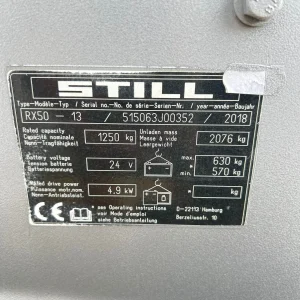 STILL
Type-Modèle-Typ / Serial no.-No. de série-Serien-Nr. / year-année-Baujahr
RX50 - 13 / 515063J00352 / 2018
Rated capacity
Capacité nominale
Nenn-Tragfähigkeit
1250 kg
Unladen mass
Masse à vide
Leergewicht
2076 kg
Battery voltage
Tension batterie
Batteriespannung
24 V
max. 630 kg
min. 570 kg
Rated drive power
Puissance motr. nom.
Nenn-Antriebsleist.
4.9 kW
kg
CE
* see Operating instructions
voir Mode d'emploi
siehe Betriebsanleitung
D-22113 Hamburg
Berzeliusstr. 10